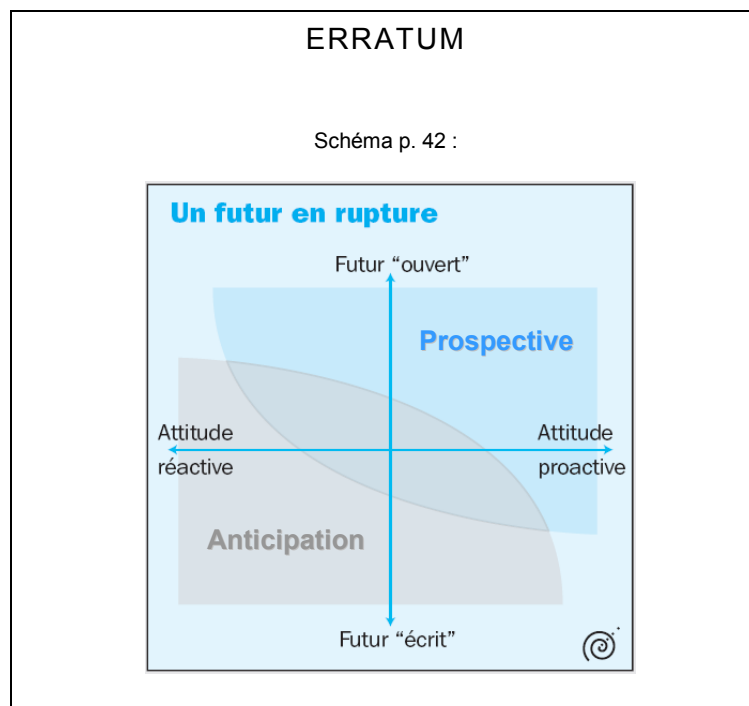 ERRATUM
Schéma p. 42 :
Un futur en rupture
Futur “ouvert”
Prospective
Attitude
réactive
Attitude
proactive
Anticipation
Futur “écrit”